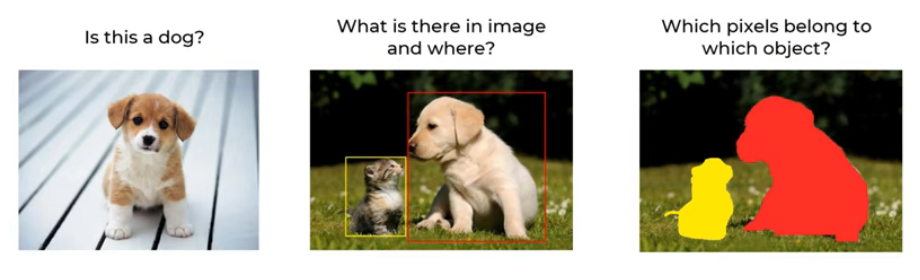 Is this a dog?
What is there in image
and where?
Which pixels belong to
which object?